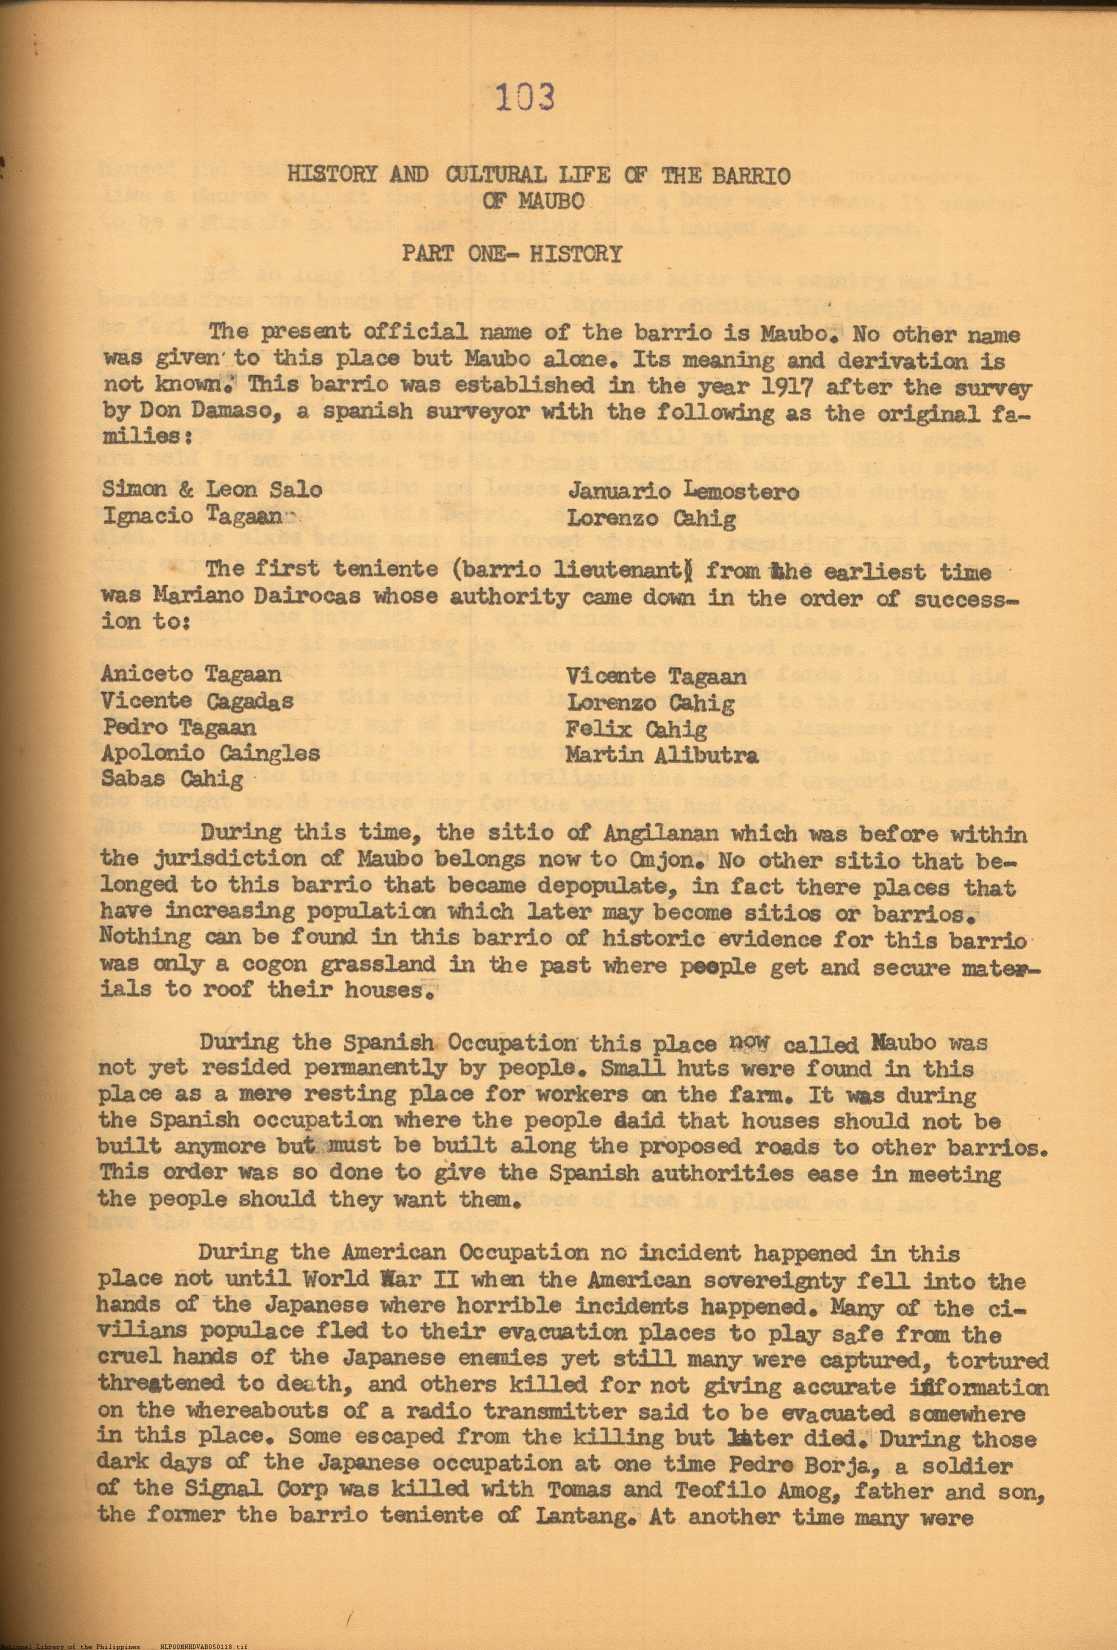 103
HISTORY AND CULTURAL LIFE OF THE BARRIO
OF MAUBO
PART ONE- HISTORY
The present official name of the barrio is Maubo. No other name
was given to this place but Maubo alone. Its meaning and derivation is
not known. This barrio was established in the year 1917 after the survey
by Don Damaso, a spanish surveyor with the following as the original fa-
milies:
Simon & Leon Salo Januario Lemostero
Ignacio Tagaan Lorenzo Cahig
The first teniente (barrio lieutenant) from the earliest time
was Mariano Dairocas whose authority came down in the order of success-
ion to:
Aniceto Tagaan Vicente Tagaan
Vicente Cagadas Lorenzo Cahig
Pedro Tagaan Felix Cahig
Apolonio Caingles Martin Alibutra
Sabas Cahig
During this time, the sitio of Angilanan which was before within
the jurisdiction of Maubo belongs now to Omjon. No other sitio that be-
longed to this barrio that became depopulate, in fact there places that
have increasing population which later may become sitios or barrios.
Nothing can be found in this barrio of historic evidence for this barrio
was only a cogon grassland in the past where people get and secure mater-
ials to roof their houses.
During the Spanish Occupation this place now called Maubo was
not yet resided permanently by people. Small huts were found in this
place as a mere resting place for workers on the farm. It was during
the Spanish occupation where the people daid that houses should not be
built anymore but must be built along the proposed roads to other barrios.
This order was so done to give the Spanish authorities ease in meeting
the people should they want them.
During the American Occupation no incident happened in this
place not until World War II when the American sovereignty fell into the
hands of the Japanese where horrible incidents happened. Many of the ci-
vilians populace fled to their evacuation places to play safe from the
cruel hands of the Japanese enemies yet still many were captured, tortured
threatened to death, and others killed for not giving accurate information
on the whereabouts of a radio transmitter said to be evacuated somewhere
in this place. Some escaped from the killing but later died. During those
dark days of the Japanese occupation at one time Pedro Borja, a soldier
of the Signal Corp was killed with Tomas and Teofilo Amog, father and son,
the former the barrio teniente of Lantang. At another time many were
National Library of the Philippines NLPOOMNHDVAB050118.tif